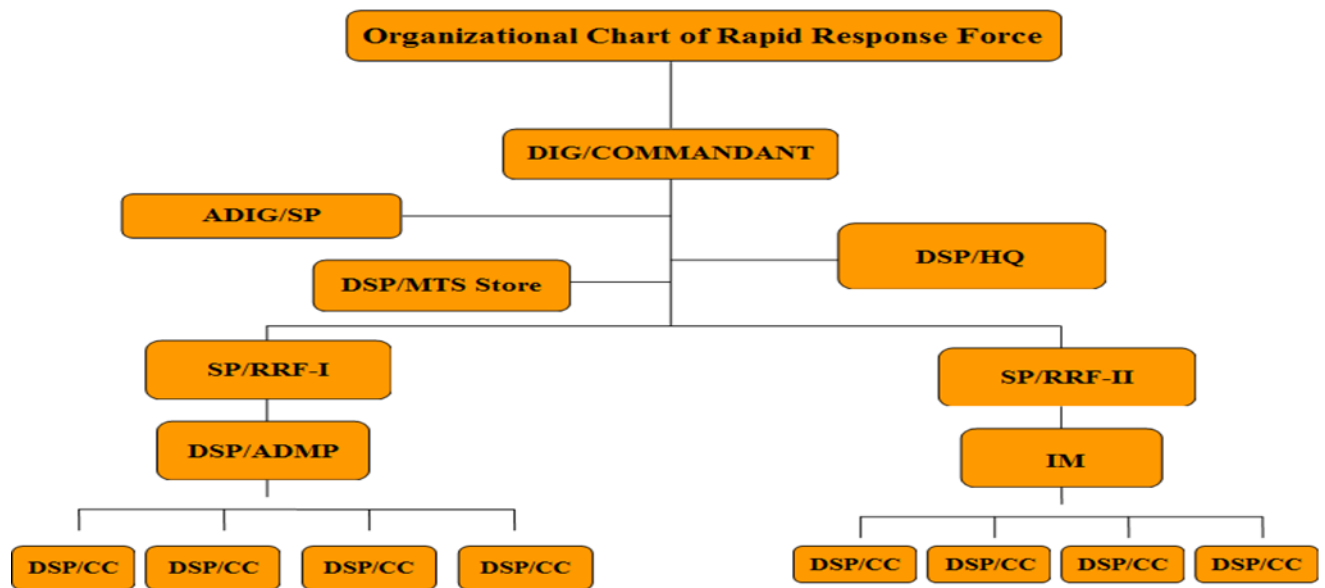 Organizational Chart of Rapid Response Force
DIG/COMMANDANT
ADIG/SP
DSP/HQ
DSP/MTS Store
SP/RRF-I
SP/RRF-II
DSP/ADMP
IM
DSP/CC
DSP/CC
DSP/CC
DSP/CC
DSP/CC
DSP/CC
DSP/CC
DSP/CC